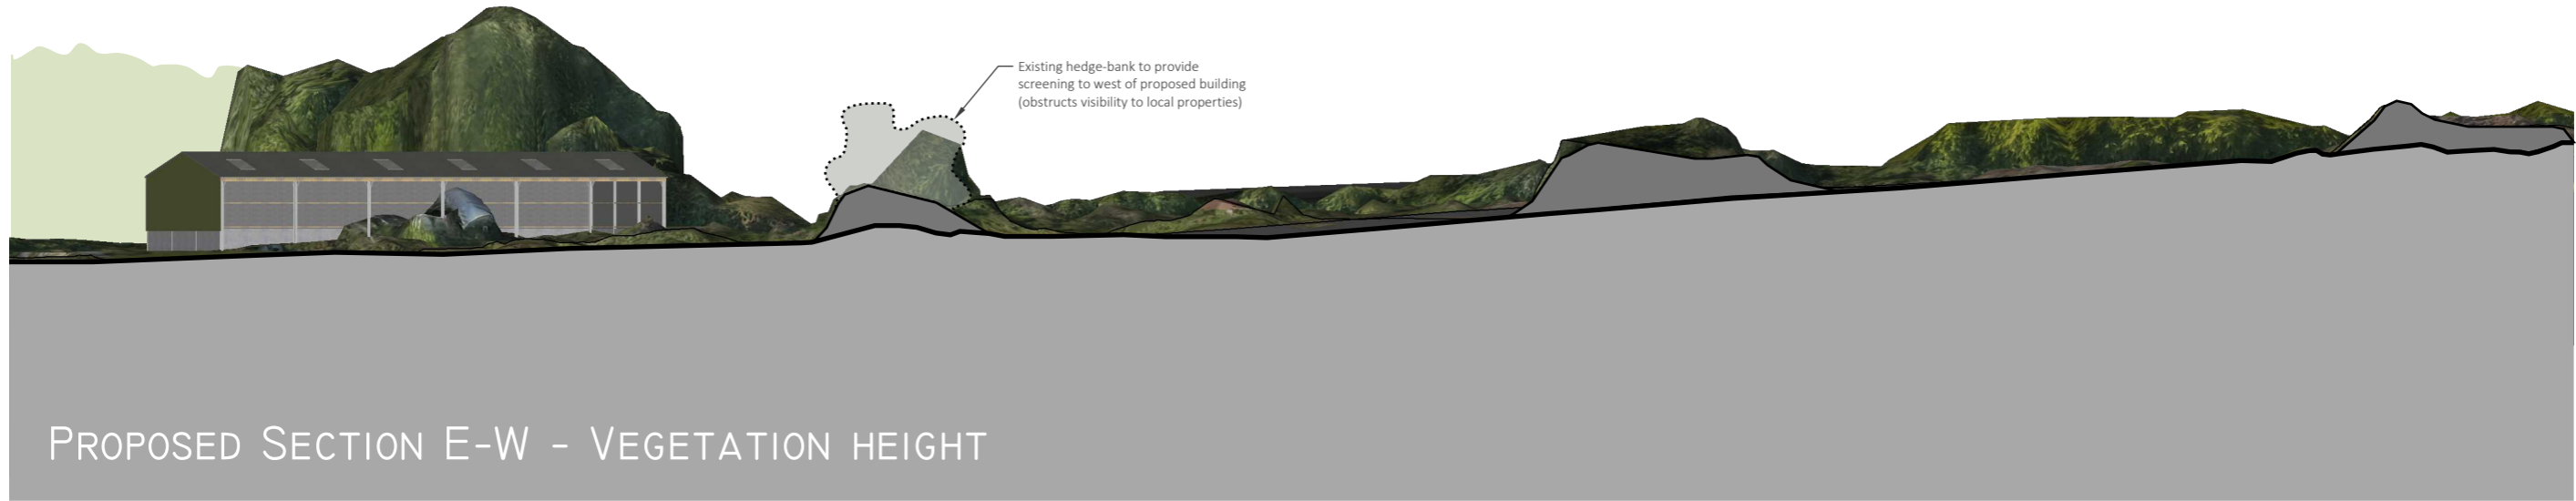 Existing hedge-bank to provide
screening to west of proposed building
(obstructs visibility to local properties)
PROPOSED SECTION E-W - VEGETATION HEIGHT